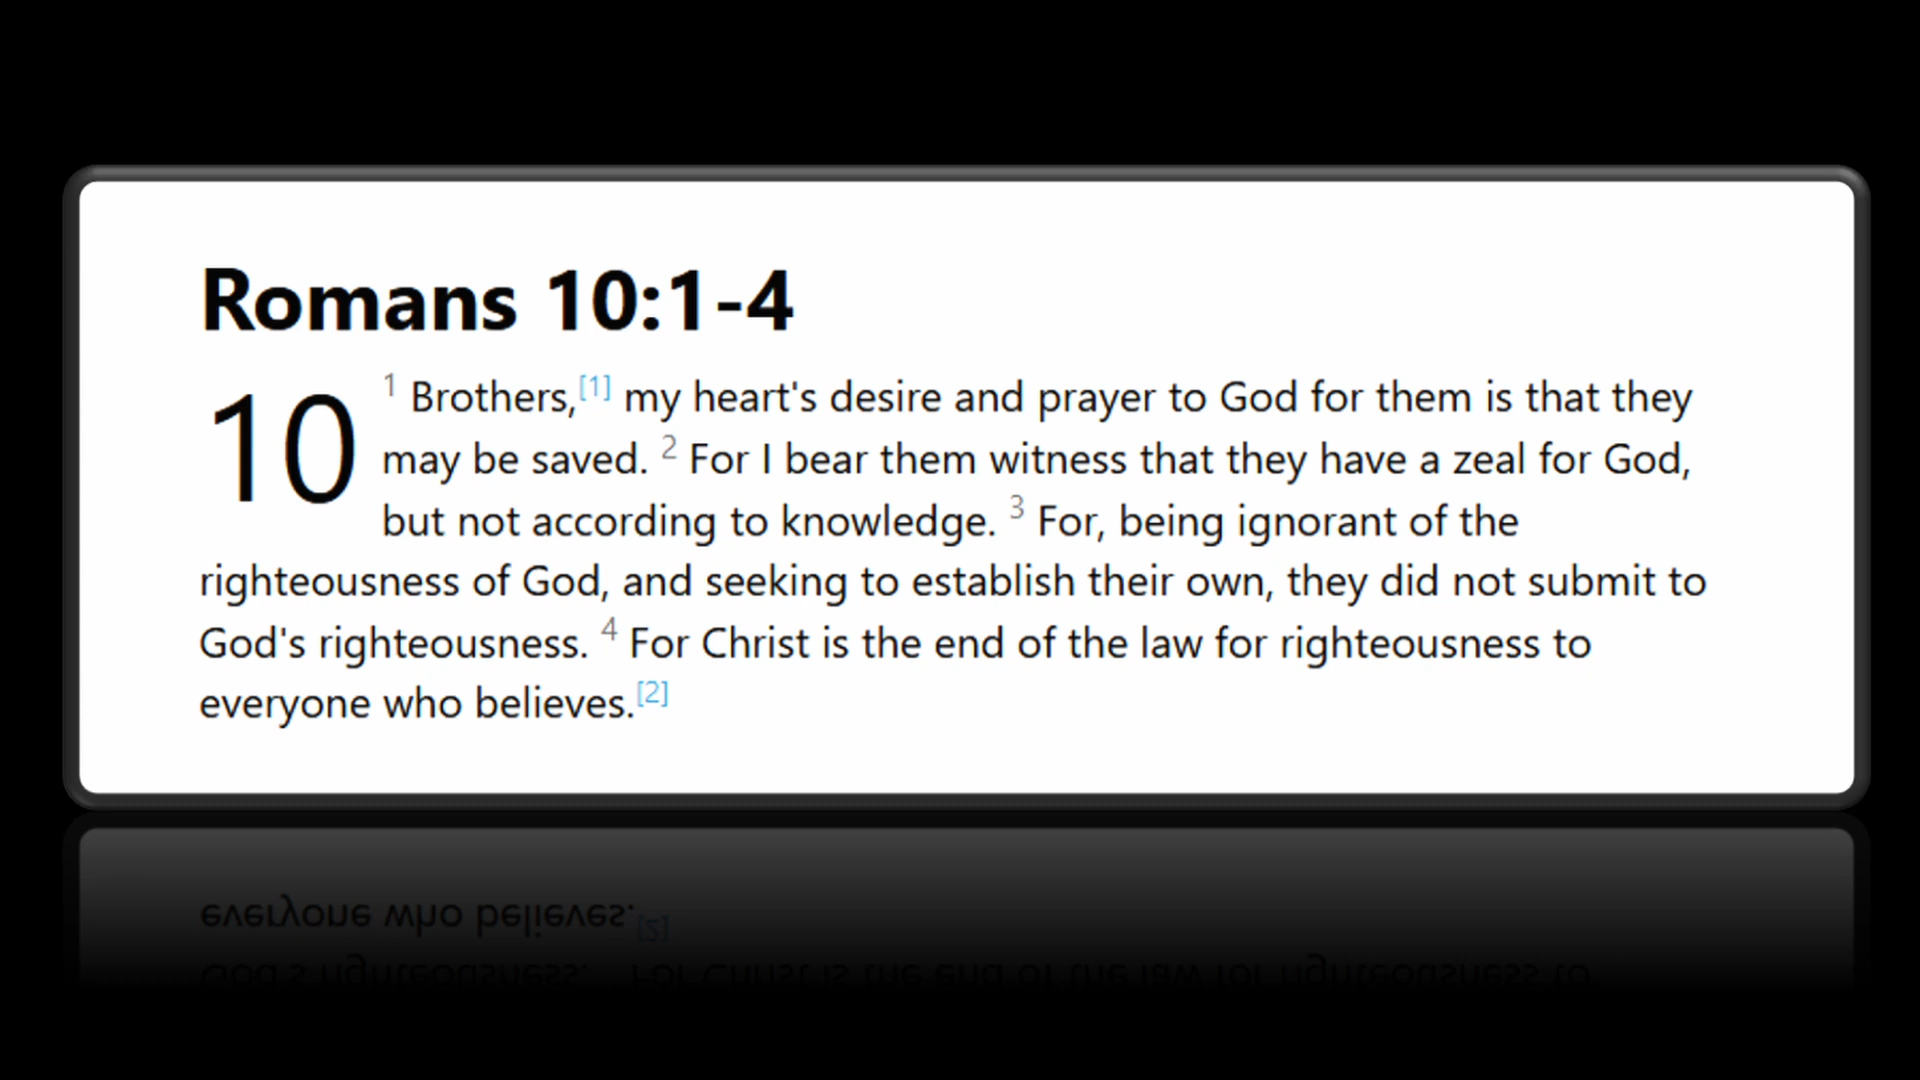 Romans 10:1-4
10
1 Brothers,[1] my heart's desire and prayer to God for them is that they
may be saved. 2 For I bear them witness that they have a zeal for God,
but not according to knowledge. 3 For, being ignorant of the
righteousness of God, and seeking to establish their own, they did not submit to
God's righteousness. 4 For Christ is the end of the law for righteousness to
everyone who believes.[2]